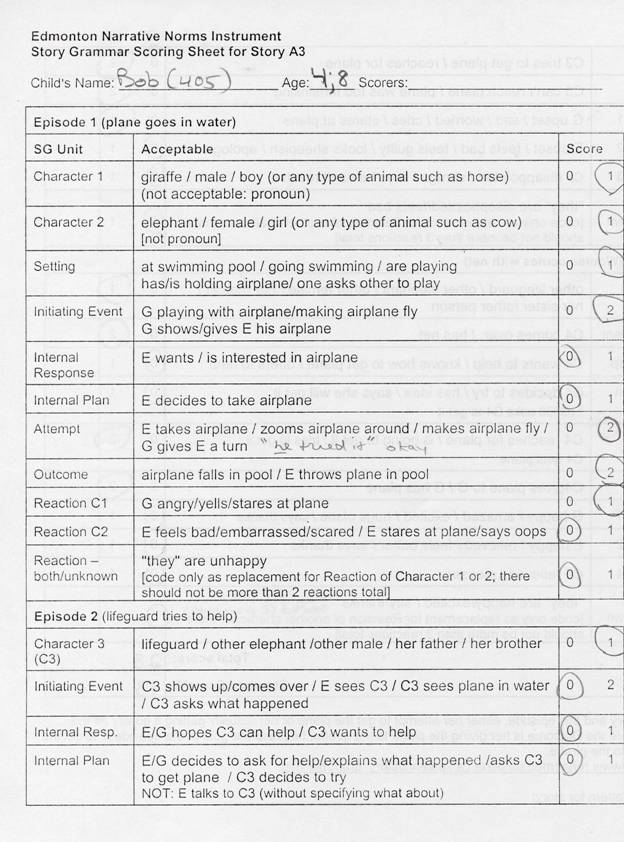 Edmonton Narrative Norms Instrument
Story Grammar Scoring Sheet for Story A3
Child's Name: Bob (405) Age: 4;8 Scorers:
Episode 1 (plane goes in water)
SG Unit Acceptable Score
Character 1 giraffe / male / boy (or any type of animal such as horse) 0 1
(not acceptable: pronoun)
Character 2 elephant / female / girl (or any type of animal such as cow) 0 1
[not pronoun]
Setting at swimming pool / going swimming / are playing 0 1
has/is holding airplane/ one asks other to play
Initiating Event G playing with airplane/making airplane fly 0 2
G shows/gives E his airplane
Internal E wants / is interested in airplane 0 1
Response
Internal Plan E decides to take airplane 0 1
Attempt E takes airplane / zooms airplane around / makes airplane fly / 0 2
G gives E a turn "he tried it" okay
Outcome airplane falls in pool / E throws plane in pool 0 2
Reaction C1 G angry/yells/stares at plane 0 1
Reaction C2 E feels bad/embarrassed/scared / E stares at plane/says oops 0 1
Reaction – "they" are unhappy
both/unknown [code only as replacement for Reaction of Character 1 or 2; there 0 1
should not be more than 2 reactions total]
Episode 2 (lifeguard tries to help)
Character 3 lifeguard / other elephant /other male / her father / her brother 0 1
(C3)
Initiating Event C3 shows up/comes over / E sees C3 / C3 sees plane in water 0 2
/ C3 asks what happened
Internal Resp. E/G hopes C3 can help / C3 wants to help 0 1
Internal Plan E/G decides to ask for help/explains what happened /asks C3 0 1
to get plane / C3 decides to try
NOT: E talks to C3 (without specifying what about)